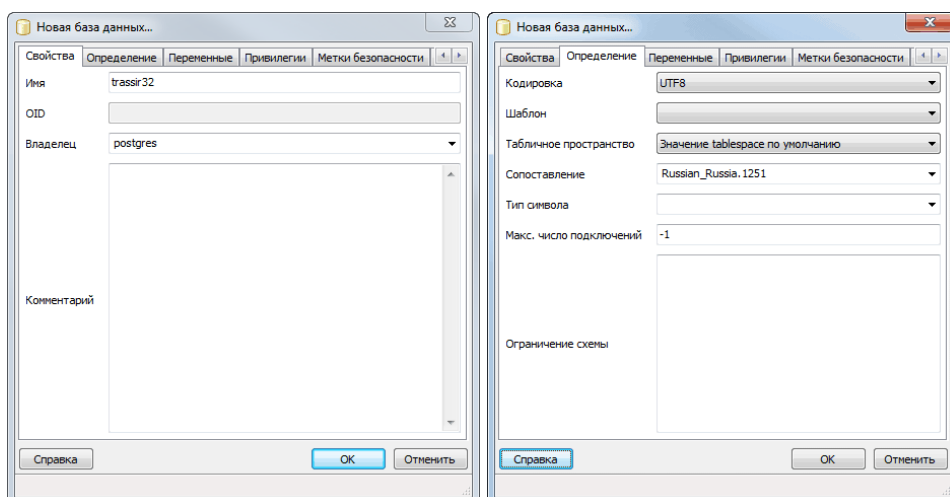 Новая база данных...
Свойства Определение Переменные Привилегии Метки безопасности
Имя trassir32
OID
Владелец postgres
Комментарий
Справка OK Отменить
Новая база данных...
Свойства Определение Переменные Привилегии Метки безопасности
Кодировка UTF8
Шаблон
Табличное пространство Значение tablespace по умолчанию
Сопоставление Russian_Russia.1251
Тип символа
Макс. число подключений -1
Ограничение схемы
Справка OK Отменить